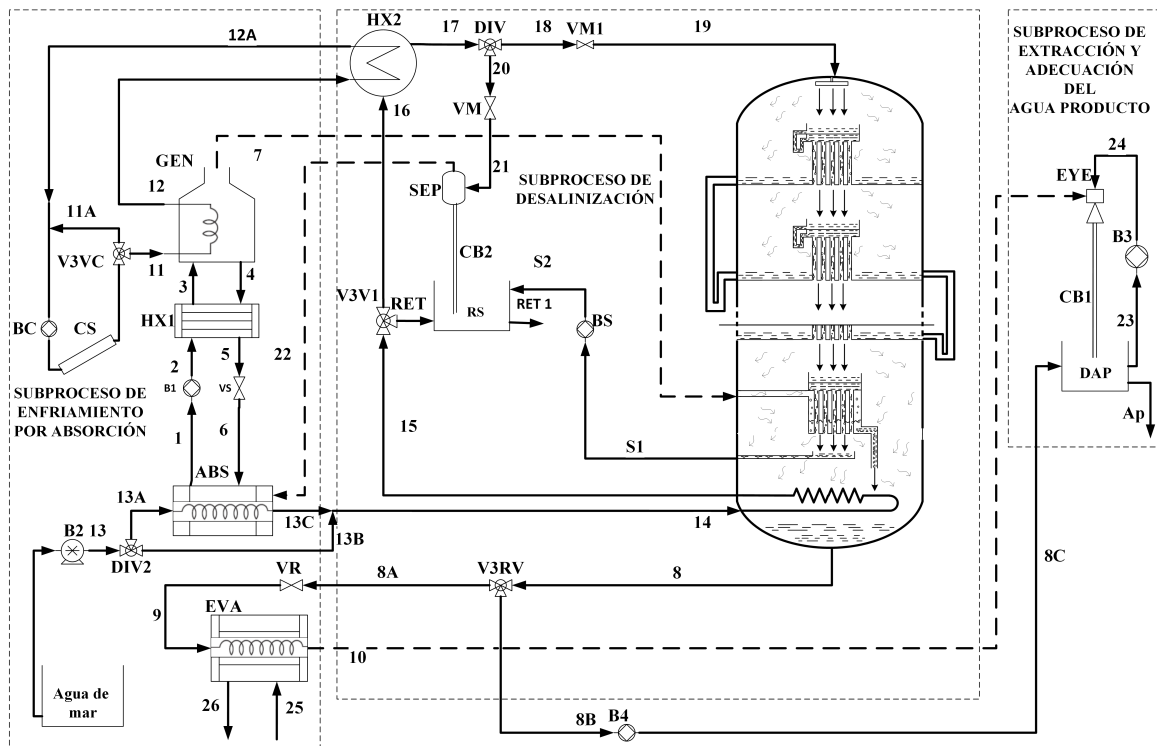 12A
HX2
17
DIV
18
VM1
19
20
16
VM
SUBPROCESO DE
EXTRACCIÓN Y
ADECUACIÓN
DEL
AGUA PRODUCTO
7
GEN
12
21
SEP
SUBPROCESO DE
DESALINIZACIÓN
24
EYE
11A
V3VC
11
CB2
B3
3
4
S2
V3V1
RET
RS
RET 1
CB1
23
BC
CS
HX1
BS
DAP
2
5
22
B1
VS
SUBPROCESO DE
ENFRIAMIENTO
POR ABSORCIÓN
Ap
1
6
15
S1
ABS
13A
13C
14
B2
13
13B
DIV2
VR
8A
V3RV
8
8C
9
EVA
10
Agua de
mar
26
25
8B
B4